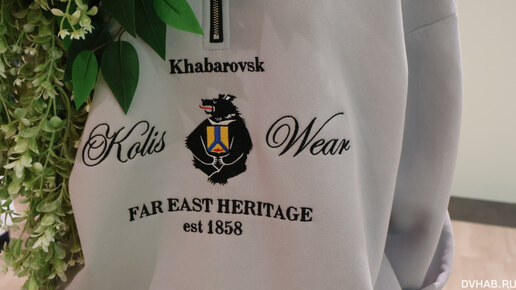 Khabarovsk
Kolis Wear
FAR EAST HERITAGE
est 1858
DVHAB.RU